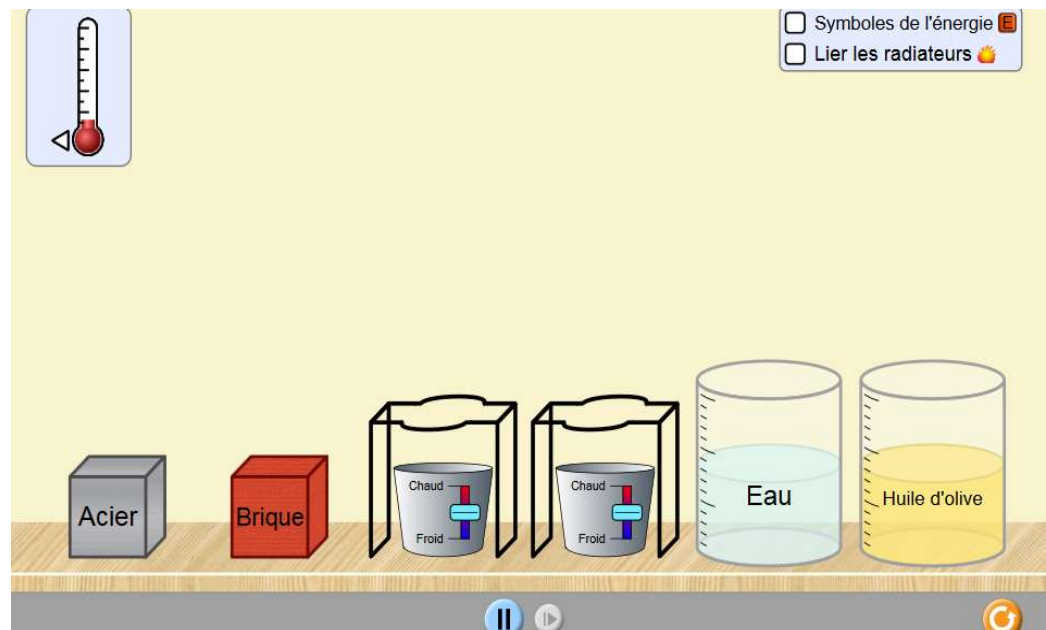 Symboles de l'énergie E
Lier les radiateurs
Acier
Brique
Chaud
Froid
Chaud
Froid
Eau
Huile d'olive